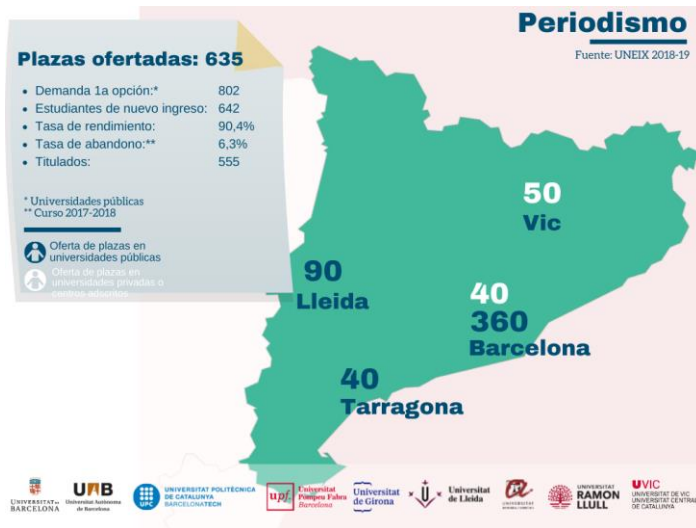 Periodismo
Fuente: UNEIX 2018-19
Plazas ofertadas: 635
• Demanda 1a opción:* 802
• Estudiantes de nuevo ingreso: 642
• Tasa de rendimiento: 90,4%
• Tasa de abandono:** 6,3%
• Titulados: 555
* Universidades públicas
** Curso 2017-2018
Oferta de plazas en
universidades públicas
Oferta de plazas en
universidades privadas o
centros adscritos
50
Vic
90
Lleida
40
360
Barcelona
40
Tarragona
UNIVERSITAT DE
BARCELONA
UAB
Universitat Autònoma
de Barcelona
UPC
UNIVERSITAT POLITÈCNICA
DE CATALUNYA
BARCELONATECH
upf.
Universitat
Pompeu Fabra
Barcelona
Universitat
de Girona
Universitat
de Lleida
UNIVERSITAT
UNIVERSITAT
RAMON
LLULL
UVIC
UNIVERSITAT DE VIC
UNIVERSITAT CENTRAL
DE CATALUNYA